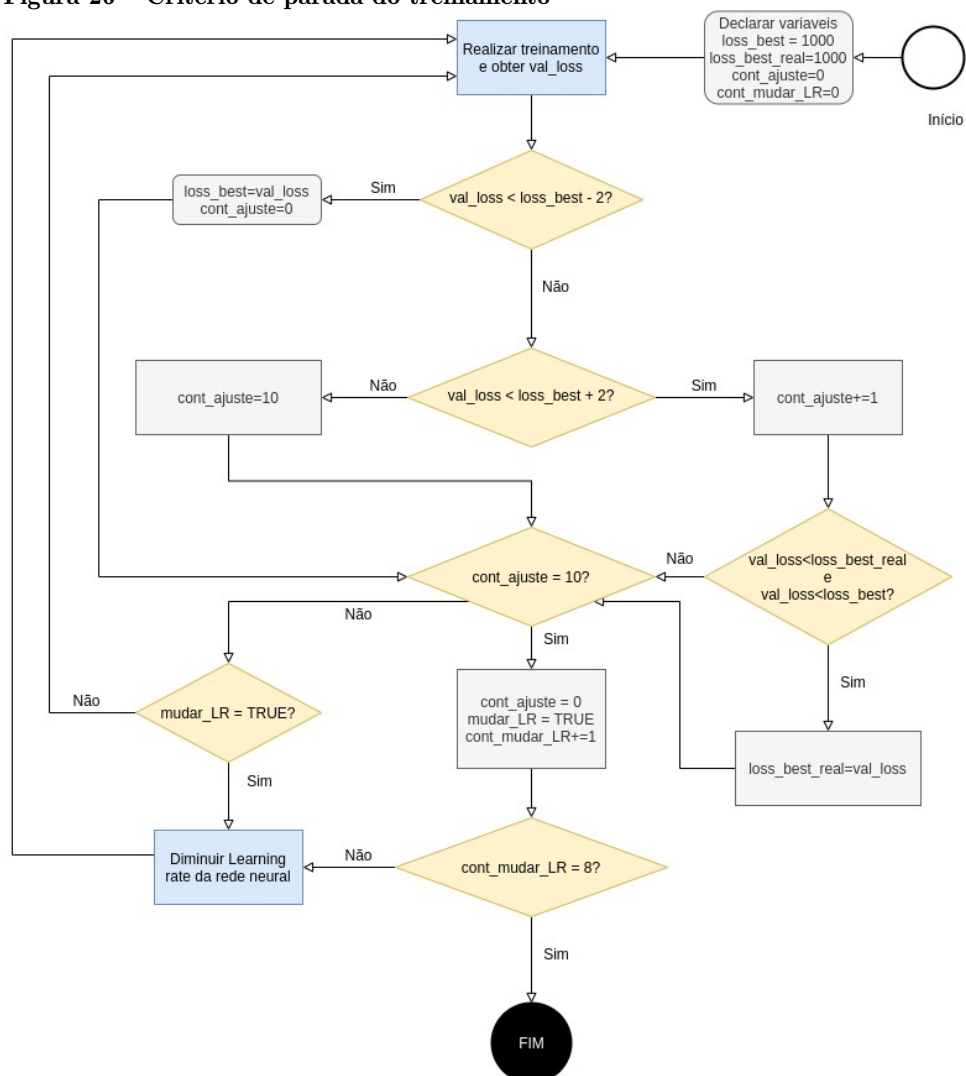 Figura 20 – Critério de parada do treinamento
Declarar variaveis
loss_best = 1000
loss_best_real=1000
cont_ajuste=0
cont_mudar_LR=0
Início
Realizar treinamento
e obter val_loss
val_loss < loss_best - 2?
Sim
loss_best=val_loss
cont_ajuste=0
Não
val_loss < loss_best + 2?
Não
cont_ajuste=10
Sim
cont_ajuste+=1
val_loss<loss_best_real
e
val_loss<loss_best?
Não
Sim
loss_best_real=val_loss
cont_ajuste = 10?
Não
Sim
cont_ajuste = 0
mudar_LR = TRUE
cont_mudar_LR+=1
mudar_LR = TRUE?
Não
Sim
Diminuir Learning
rate da rede neural
cont_mudar_LR = 8?
Não
Sim
FIM